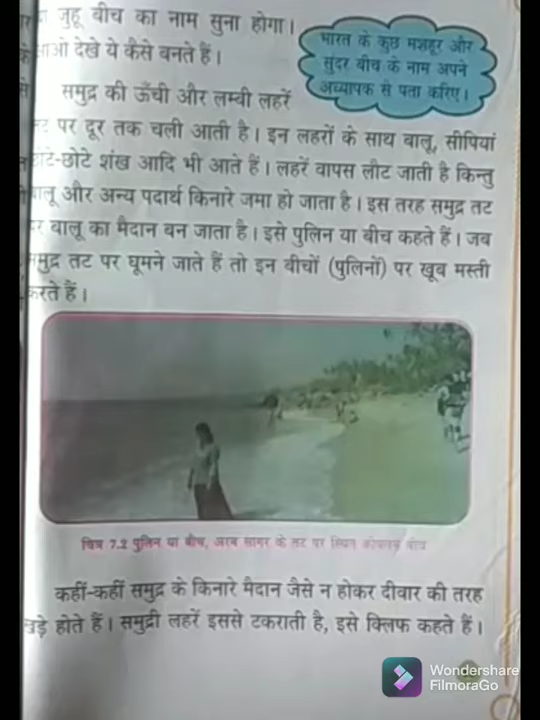 जुहू बीच का नाम सुना होगा।
आओ देखे ये कैसे बनते हैं।
भारत के कुछ मशहूर और
सुंदर बीच के नाम अपने
अध्यापक से पता करिए।
समुद्र की ऊँची और लम्बी लहरें
तट पर दूर तक चली आती है। इन लहरों के साथ बालू, सीपियां
छोटे-छोटे शंख आदि भी आते हैं। लहरें वापस लौट जाती है किन्तु
बालू और अन्य पदार्थ किनारे जमा हो जाता है। इस तरह समुद्र तट
पर बालू का मैदान बन जाता है। इसे पुलिन या बीच कहते हैं। जब
समुद्र तट पर घूमने जाते हैं तो इन बीचों (पुलिनों) पर खूब मस्ती
करते हैं।
चित्र 7.2 पुलिन या बीच, अरब सागर के तट पर स्थित कोवलम बीच
कहीं-कहीं समुद्र के किनारे मैदान जैसे न होकर दीवार की तरह
खड़े होते हैं। समुद्री लहरें इससे टकराती है, इसे क्लिफ कहते हैं।
Wondershare
FilmoraGo